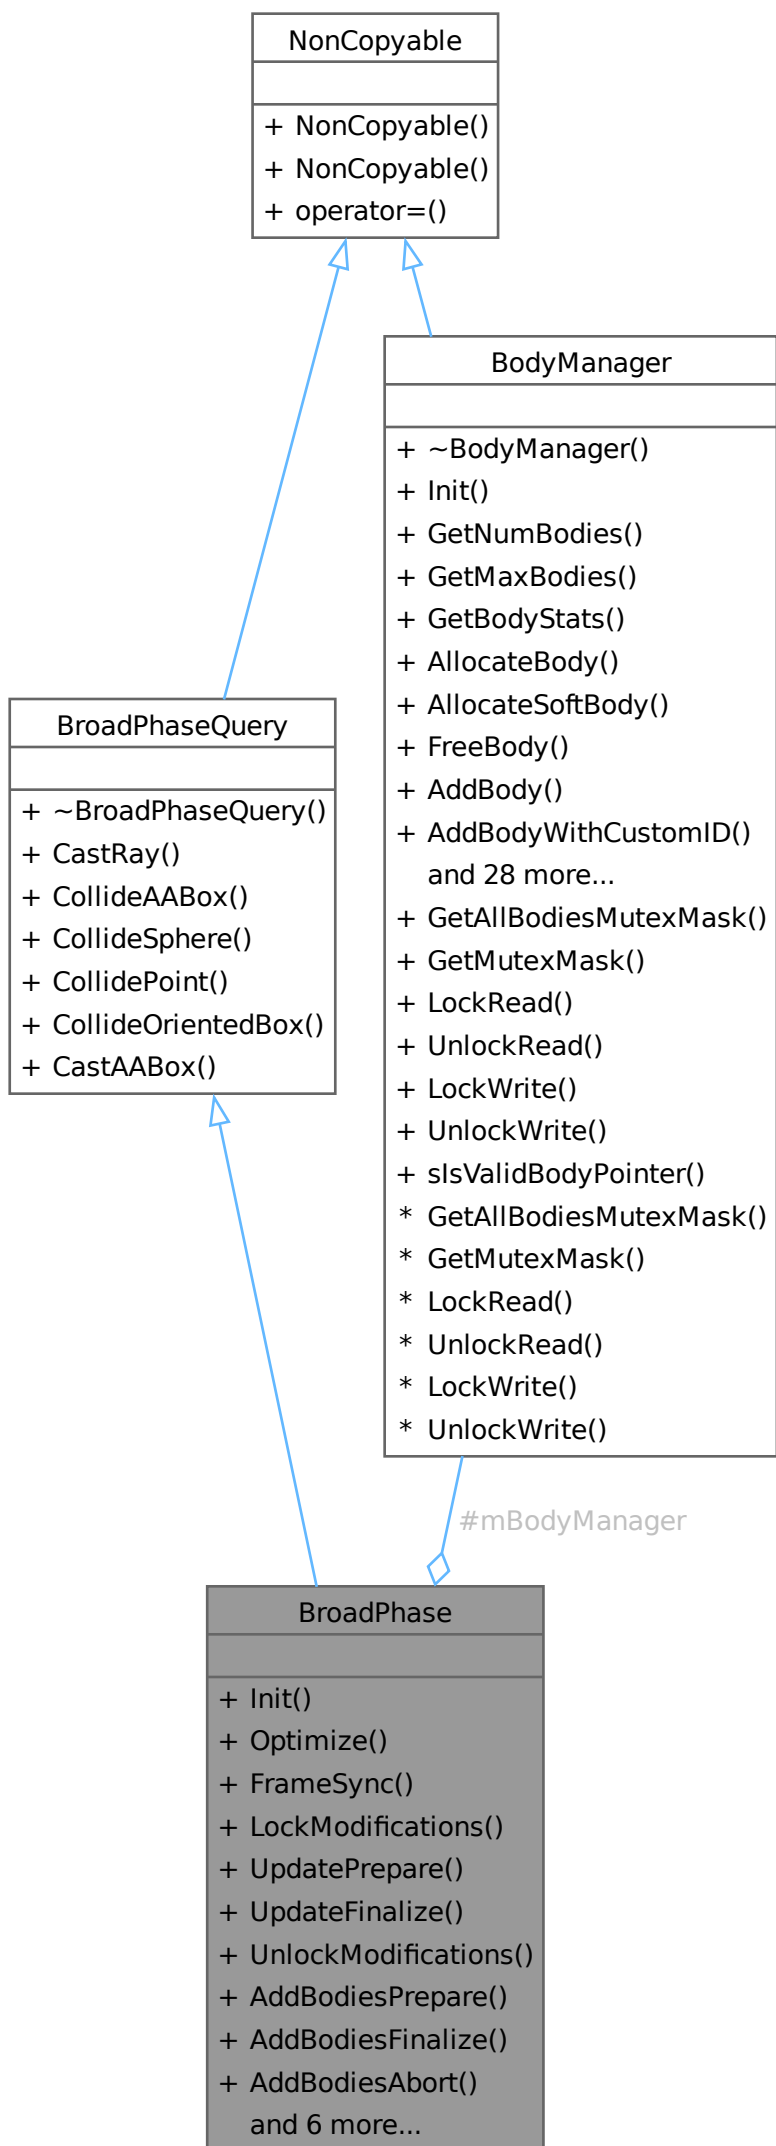 NonCopyable
+ NonCopyable()
+ NonCopyable()
+ operator=()
BodyManager
+ ~BodyManager()
+ Init()
+ GetNumBodies()
+ GetMaxBodies()
+ GetBodyStats()
+ AllocateBody()
+ AllocateSoftBody()
+ FreeBody()
+ AddBody()
+ AddBodyWithCustomID()
and 28 more...
+ GetAllBodiesMutexMask()
+ GetMutexMask()
+ LockRead()
+ UnlockRead()
+ LockWrite()
+ UnlockWrite()
+ sIsValidBodyPointer()
* GetAllBodiesMutexMask()
* GetMutexMask()
* LockRead()
* UnlockRead()
* LockWrite()
* UnlockWrite()
BroadPhaseQuery
+ ~BroadPhaseQuery()
+ CastRay()
+ CollideAABox()
+ CollideSphere()
+ CollidePoint()
+ CollideOrientedBox()
+ CastAABox()
#mBodyManager
BroadPhase
+ Init()
+ Optimize()
+ FrameSync()
+ LockModifications()
+ UpdatePrepare()
+ UpdateFinalize()
+ UnlockModifications()
+ AddBodiesPrepare()
+ AddBodiesFinalize()
+ AddBodiesAbort()
and 6 more...